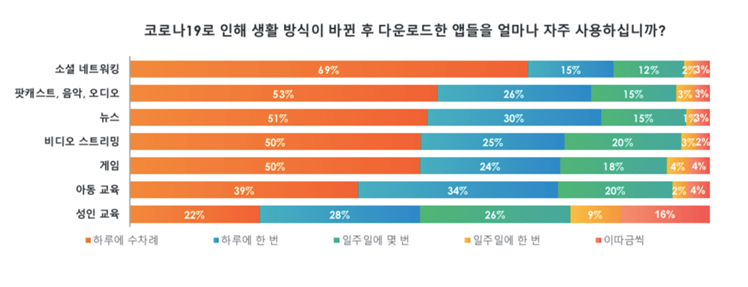 코로나19로 인해 생활 방식이 바뀐 후 다운로드한 앱들을 얼마나 자주 사용하십니까?
소셜 네트워킹 69% 15% 12% 2% 3%
팟캐스트, 음악, 오디오 53% 26% 15% 3% 3%
뉴스 51% 30% 15% 1% 3%
비디오 스트리밍 50% 25% 20% 3% 2%
게임 50% 24% 18% 4% 4%
아동 교육 39% 34% 20% 2% 4%
성인 교육 22% 28% 26% 9% 16%
하루에 수차례 하루에 한 번 일주일에 몇 번 일주일에 한 번 이따금씩